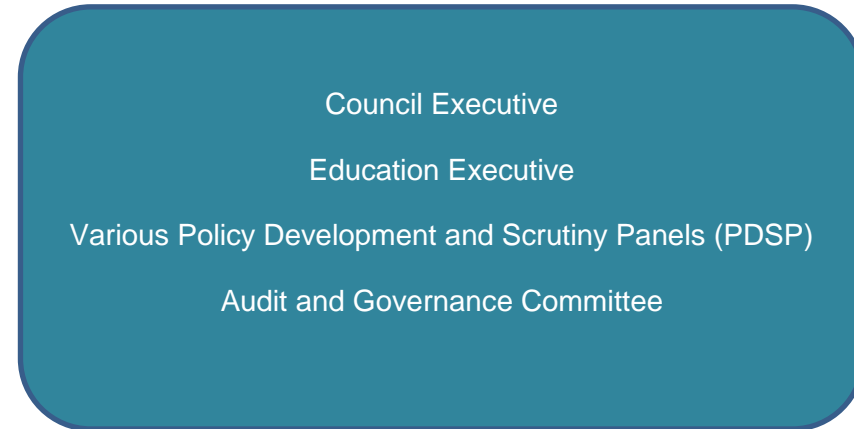 Council Executive
Education Executive
Various Policy Development and Scrutiny Panels (PDSP)
Audit and Governance Committee